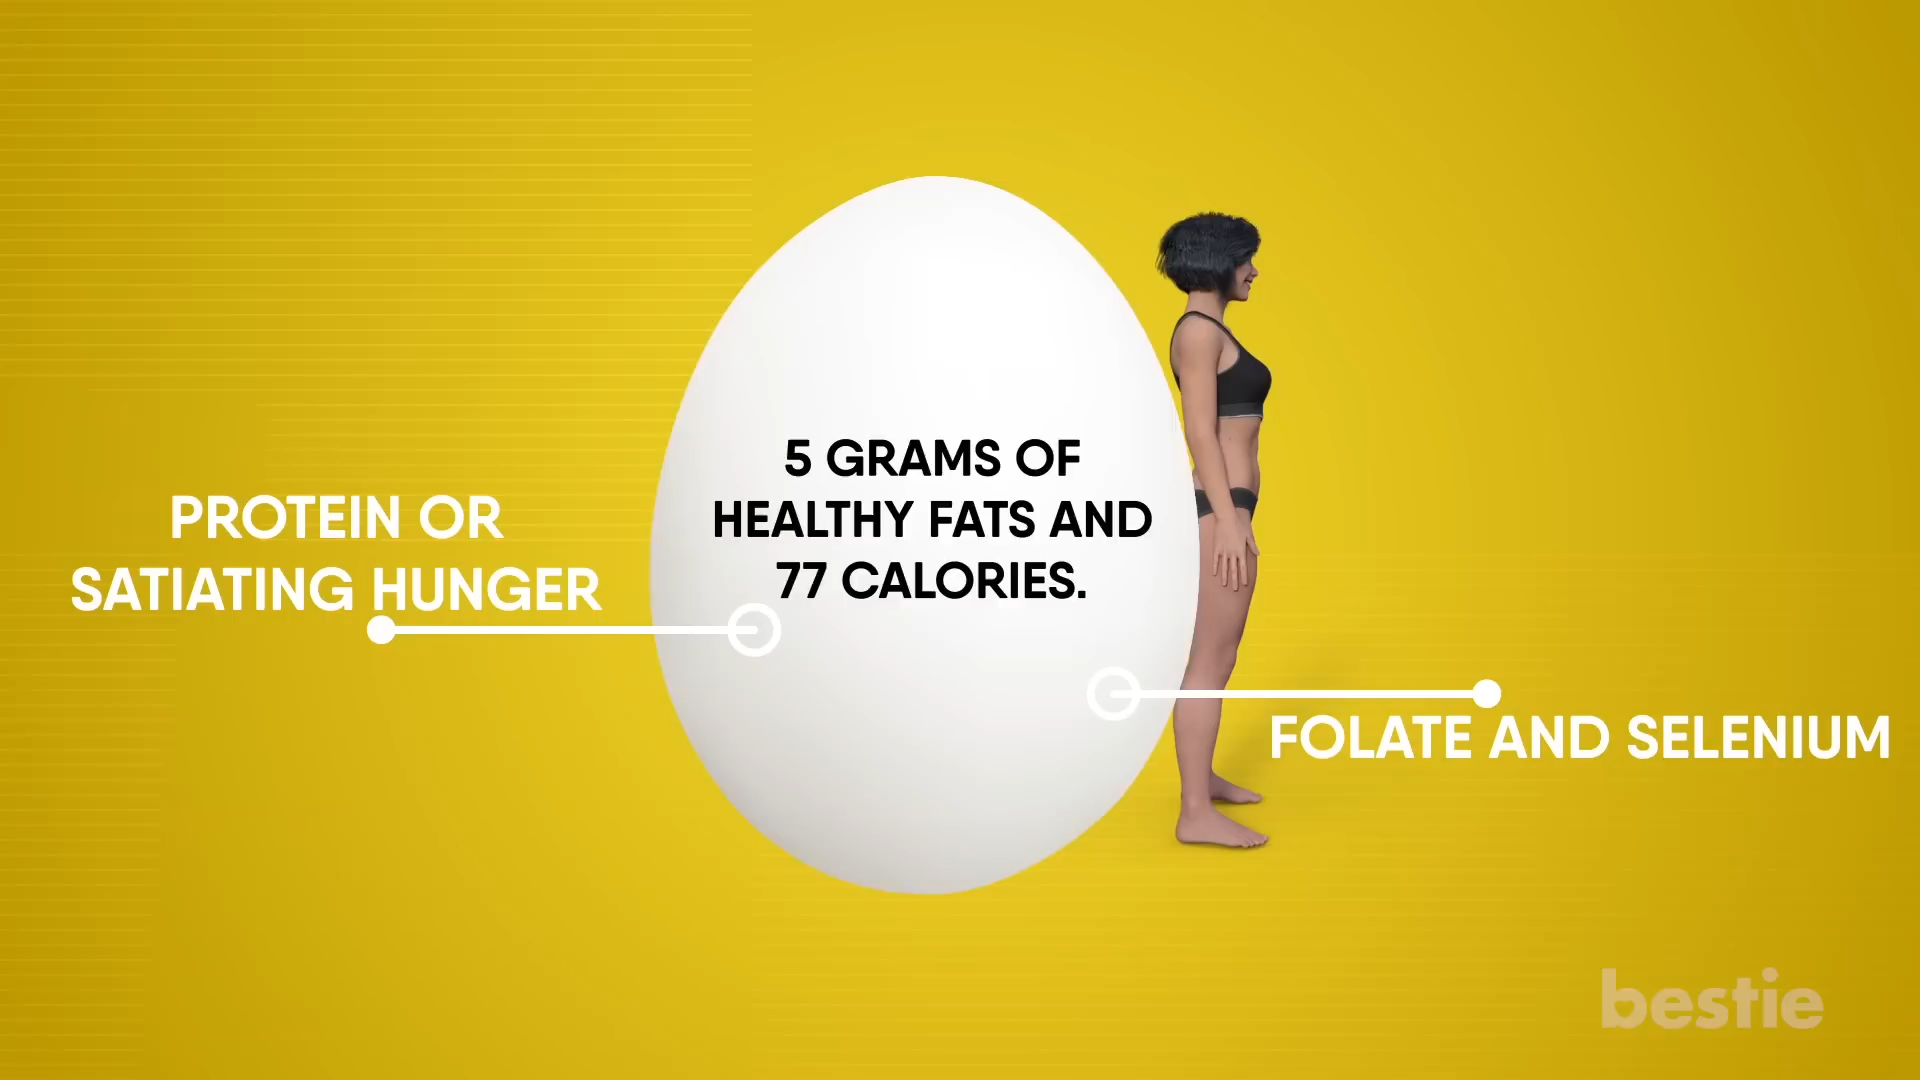 5 GRAMS OF
HEALTHY FATS AND
77 CALORIES.
PROTEIN OR
SATIATING HUNGER
FOLATE AND SELENIUM
bestie